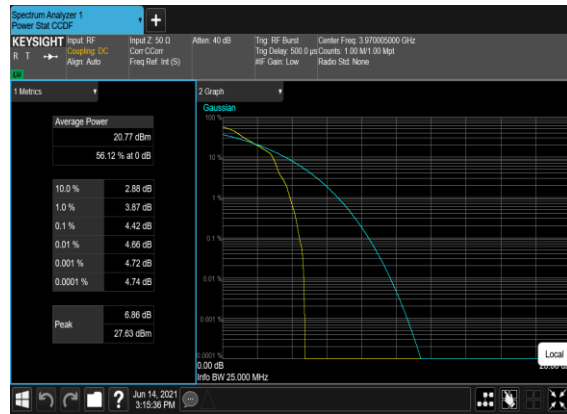 Spectrum Analyzer 1
Power Stat CCDF
+
KEYSIGHT
R T
LW
Input: RF
Coupling: DC
Align: Auto
Input Z: 50 Ω
Corr CCorr
Freq Ref: Int (S)
Atten: 40 dB
Trig: RF Burst
Trig Delay: 500.0 µs
#IF Gain: Low
Center Freq: 3.970005000 GHz
Counts: 1.00 M/1.00 Mpt
Radio Std: None
1 Metrics
Average Power
20.77 dBm
56.12 % at 0 dB
10.0 % 2.88 dB
1.0 % 3.87 dB
0.1 % 4.42 dB
0.01 % 4.66 dB
0.001 % 4.72 dB
0.0001 % 4.74 dB
Peak
6.86 dB
27.63 dBm
2 Graph
Gaussian
100 %
10 %
1 %
0.1 %
0.01 %
0.001 %
0.0001 %
0.00 dB
Info BW 25.000 MHz
Local
?
Jun 14, 2021
3:15:36 PM